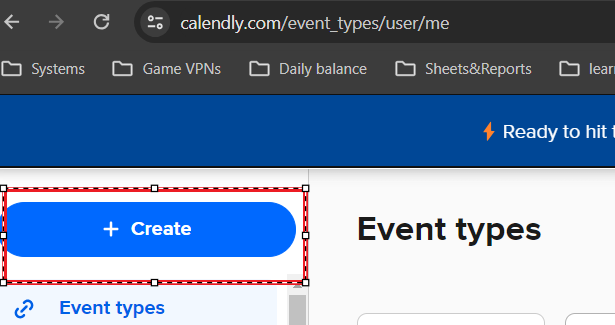 calendly.com/event_types/user/me
Systems Game VPNs Daily balance Sheets&Reports
Ready to hit
+ Create
Event types
Event types